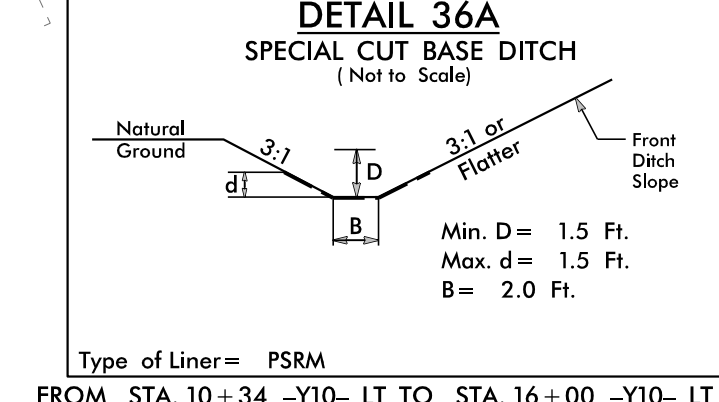 DETAIL 36A
SPECIAL CUT BASE DITCH
( Not to Scale)
Natural
Ground
3:1
D
3:1 or
Flatter
Front
Ditch
Slope
d
B
Min. D= 1.5 Ft.
Max. d= 1.5 Ft.
B= 2.0 Ft.
Type of Liner= PSRM
FROM STA. 10+34 -Y10- LT TO STA. 16+00 -Y10- LT